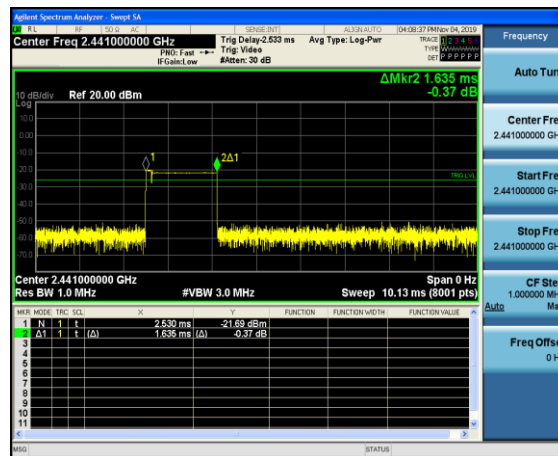 Agilent Spectrum Analyzer - Swept SA
RL RF 50 Ω AC SENSE:INT ALIGN AUTO 04:08:37 PM Nov 04, 2019
Center Freq 2.441000000 GHz
PNO: Fast
IFGain:Low
Trig Delay-2.533 ms
Trig: Video
#Atten: 30 dB
Avg Type: Log-Pwr
TRACE 1 2 3 4 5
TYPE
DET P P P P P P
ΔMkr2 1.635 ms
-0.37 dB
10 dB/div Ref 20.00 dBm
Log
10.0
0.00
-10.0
-20.0
-30.0
-40.0
-50.0
-60.0
-70.0
1
2Δ1
TRIG LVL
Center 2.441000000 GHz Span 0 Hz
Res BW 1.0 MHz #VBW 3.0 MHz Sweep 10.13 ms (8001 pts)
MKR MODE TRC SCL X Y FUNCTION FUNCTION WIDTH FUNCTION VALUE
1 N 1 t 2.530 ms -21.69 dBm
2 Δ1 1 t (Δ) 1.635 ms (Δ) -0.37 dB
3
4
5
6
7
8
9
10
11
MSG STATUS
Frequency
Auto Tun
Center Fre
2.441000000 GH
Start Fre
2.441000000 GH
Stop Fre
2.441000000 GH
CF Ste
1.000000 MH
Auto Ma
Freq Offse
0 H